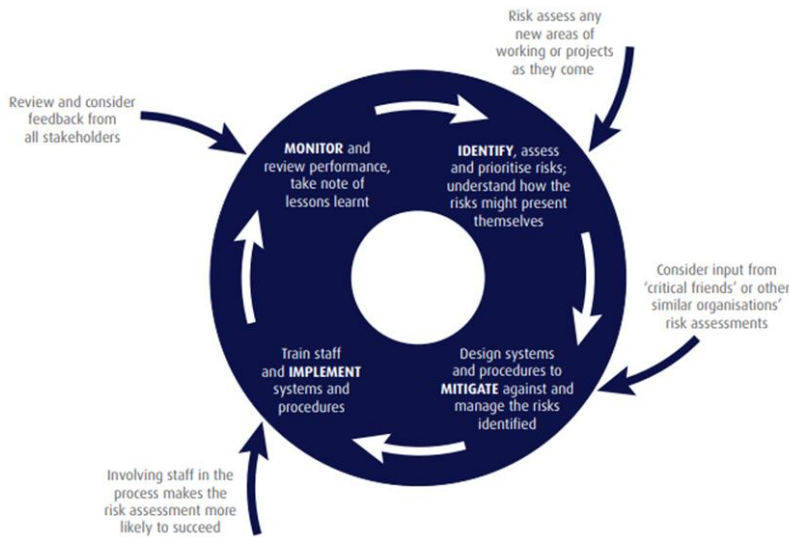 Risk assess any
new areas of
working or projects
as they come
Review and consider
feedback from
all stakeholders
MONITOR and
review performance,
take note of
lessons learnt
IDENTIFY, assess
and prioritise risks;
understand how the
risks might present
themselves
Consider input from
‘critical friends’ or other
similar organisations’
risk assessments
Train staff
and IMPLEMENT
systems and
procedures
Design systems
and procedures to
MITIGATE against and
manage the risks
identified
Involving staff in the
process makes the
risk assessment more
likely to succeed